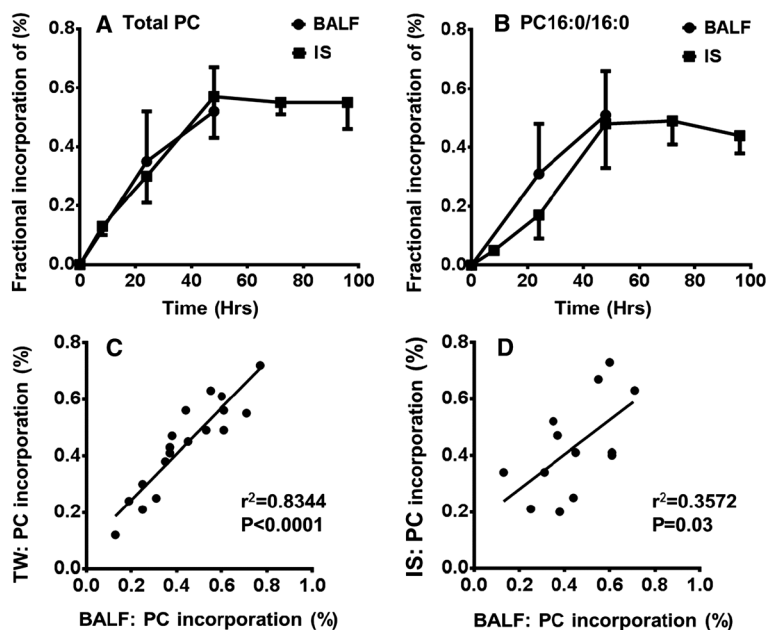 A Total PC
BALF
IS
Fractional incorporation of (%)
0.8
0.6
0.4
0.2
0.0
0 20 40 60 80 100
Time (Hrs)
B PC16:0/16:0
BALF
IS
Fractional incorporation of (%)
0.8
0.6
0.4
0.2
0.0
0 20 40 60 80 100
Time (Hrs)
C
TW: PC incorporation (%)
0.8
0.6
0.4
0.2
0.0
r²=0.8344
P<0.0001
0.0 0.2 0.4 0.6 0.8 1.0
BALF: PC incorporation (%)
D
IS: PC incorporation (%)
0.8
0.6
0.4
0.2
0.0
r²=0.3572
P=0.03
0.0 0.2 0.4 0.6 0.8 1.0
BALF: PC incorporation (%)